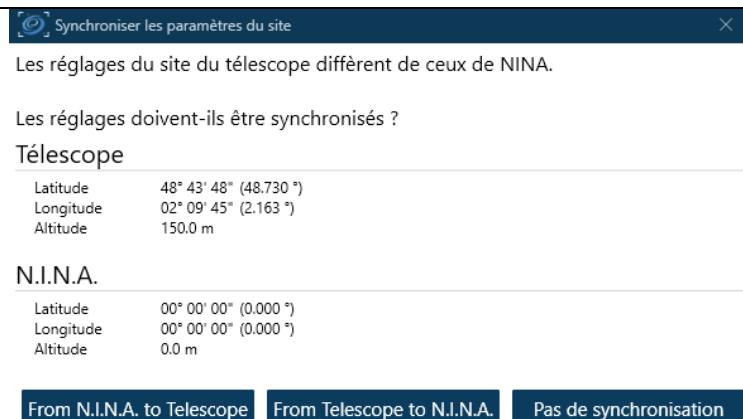 Synchroniser les paramètres du site
Les réglages du site du télescope diffèrent de ceux de NINA.
Les réglages doivent-ils être synchronisés ?
Télescope
Latitude 48° 43' 48" (48.730 °)
Longitude 02° 09' 45" (2.163 °)
Altitude 150.0 m
N.I.N.A.
Latitude 00° 00' 00" (0.000 °)
Longitude 00° 00' 00" (0.000 °)
Altitude 0.0 m
From N.I.N.A. to Telescope From Telescope to N.I.N.A. Pas de synchronisation